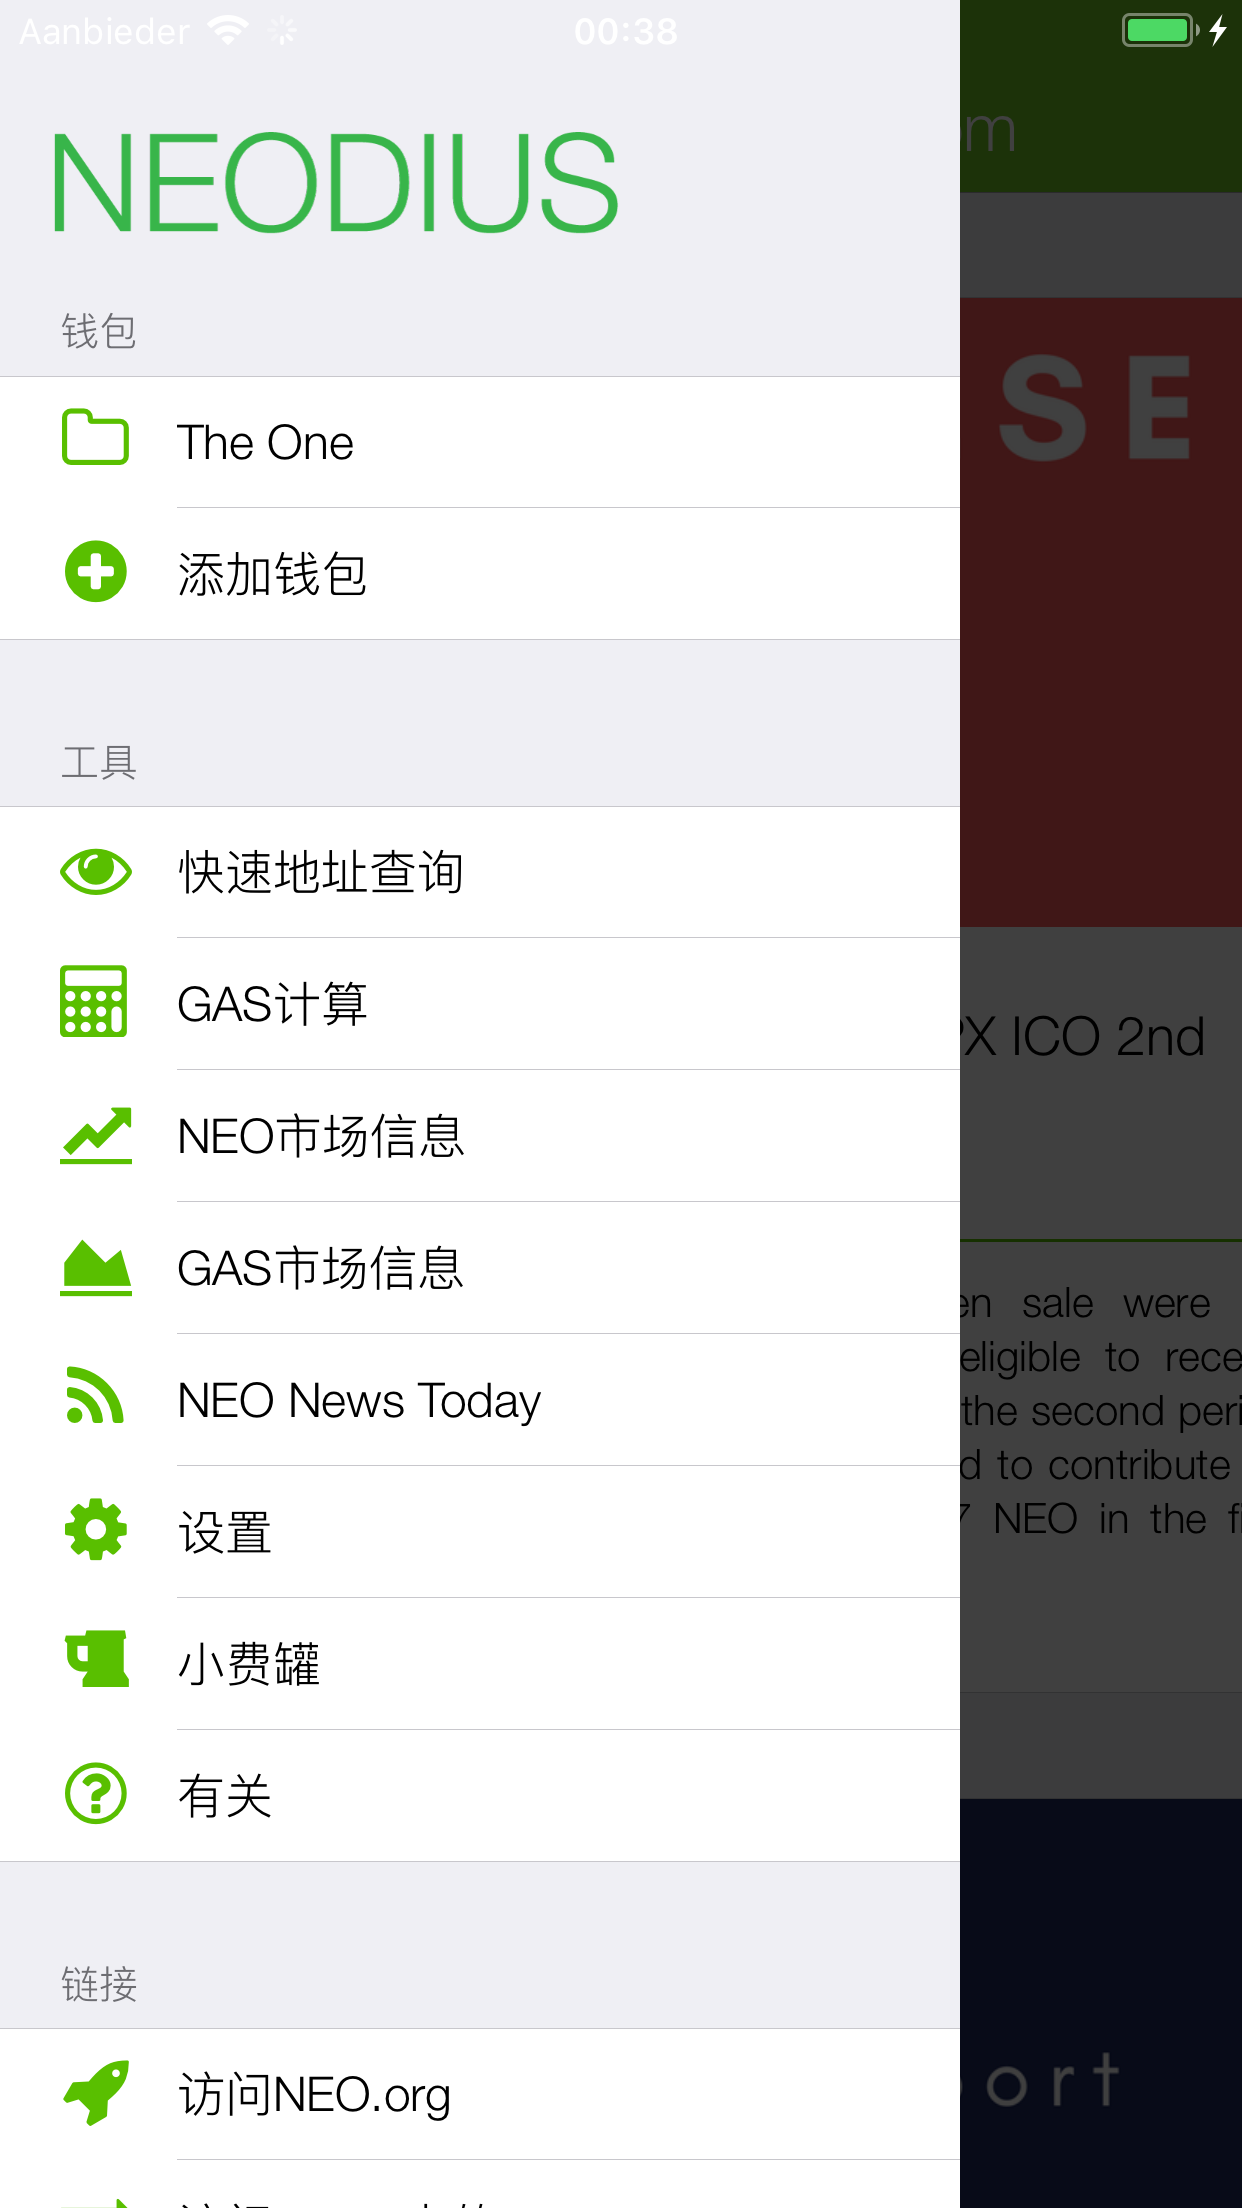 Aanbieder
00:38
NEODIUS
钱包
The One
添加钱包
工具
快速地址查询
GAS计算
NEO市场信息
GAS市场信息
NEO News Today
设置
小费罐
有关
链接
访问NEO.org
m
SE
X ICO 2nd
en sale were
eligible to rece
the second peri
d to contribute
7 NEO in the f
ort